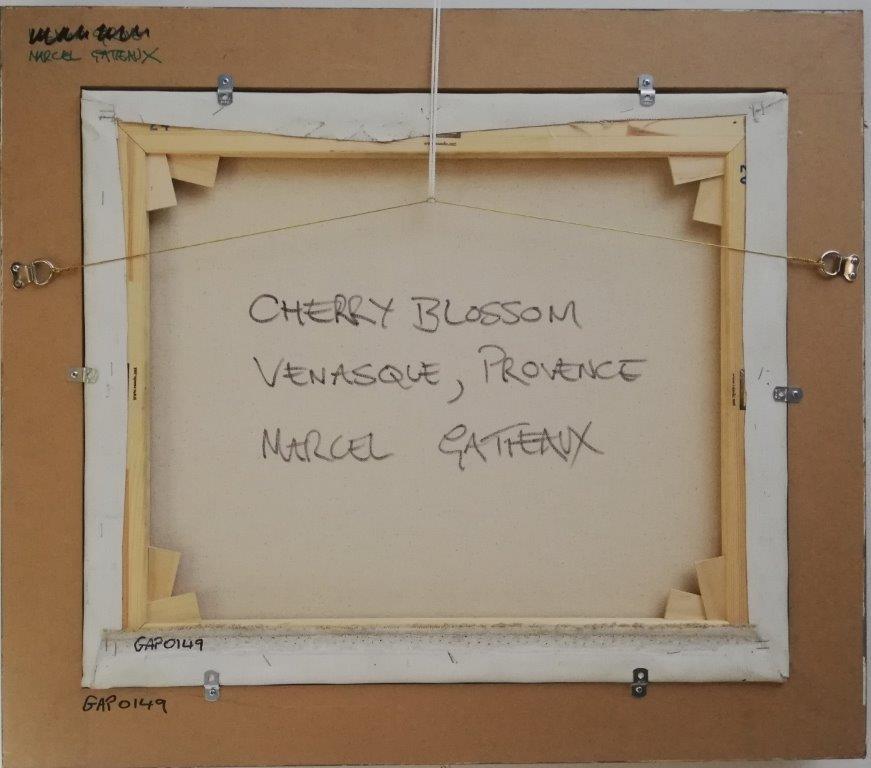 MARCEL GATEAUX
CHERRY BLOSSOM
VENASQUE, PROVENCE
MARCEL GATEAUX
GAP0149
GAP0149